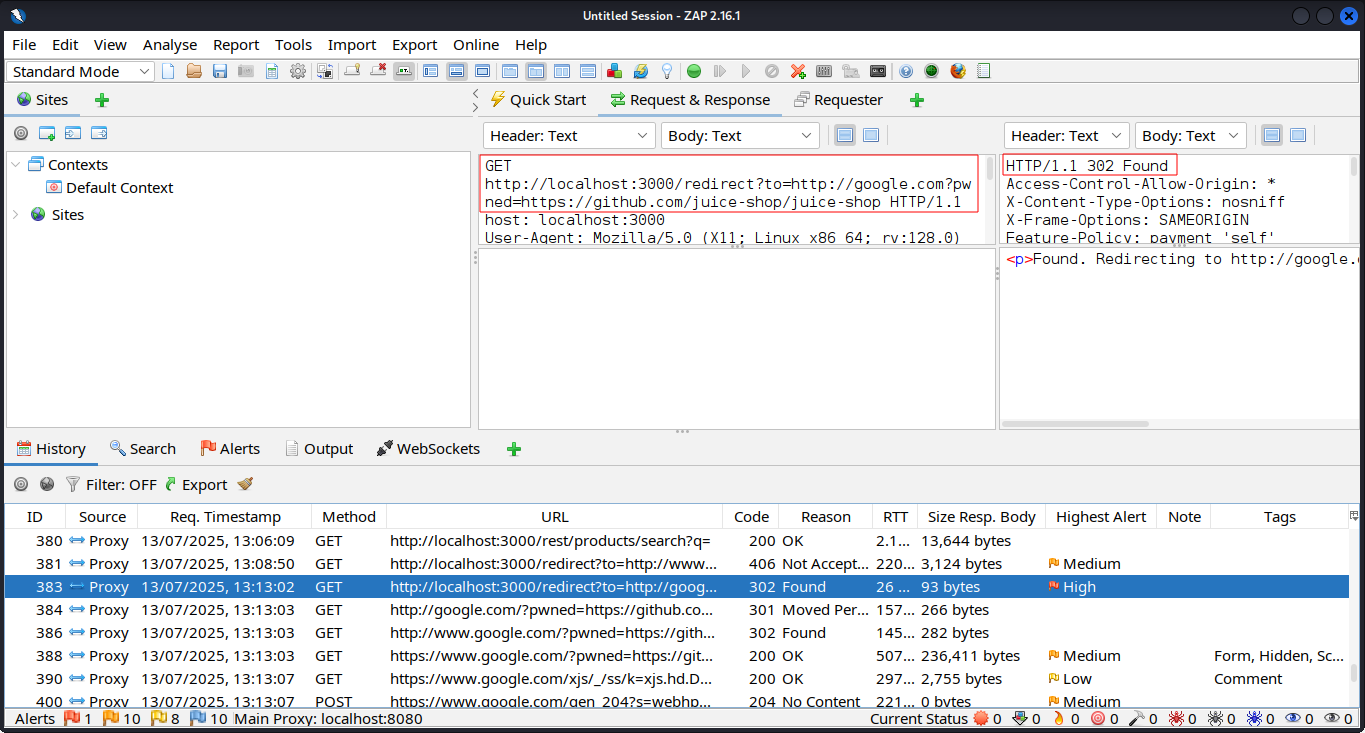 Untitled Session - ZAP 2.16.1
File Edit View Analyse Report Tools Import Export Online Help
Standard Mode
Sites
Quick Start Request & Response Requester
Header: Text Body: Text Header: Text Body: Text
Contexts
Default Context
Sites
GET
http://localhost:3000/redirect?to=http://google.com?pw
ned=https://github.com/juice-shop/juice-shop HTTP/1.1
host: localhost:3000
User-Agent: Mozilla/5.0 (X11; Linux x86_64; rv:128.0)
HTTP/1.1 302 Found
Access-Control-Allow-Origin: *
X-Content-Type-Options: nosniff
X-Frame-Options: SAMEORIGIN
Feature-Policy: payment 'self'
<p>Found. Redirecting to http://google.
History Search Alerts Output WebSockets
Filter: OFF Export
ID Source Req. Timestamp Method URL Code Reason RTT Size Resp. Body Highest Alert Note Tags
380 Proxy 13/07/2025, 13:06:09 GET http://localhost:3000/rest/products/search?q= 200 OK 2.1... 13,644 bytes
381 Proxy 13/07/2025, 13:08:50 GET http://localhost:3000/redirect?to=http://www... 406 Not Accept... 220... 3,124 bytes Medium
383 Proxy 13/07/2025, 13:13:02 GET http://localhost:3000/redirect?to=http://goog... 302 Found 26 ... 93 bytes High
384 Proxy 13/07/2025, 13:13:03 GET http://google.com/?pwned=https://github.co... 301 Moved Per... 157... 266 bytes
386 Proxy 13/07/2025, 13:13:03 GET http://www.google.com/?pwned=https://gith... 302 Found 145... 282 bytes
388 Proxy 13/07/2025, 13:13:03 GET https://www.google.com/?pwned=https://git... 200 OK 507... 236,411 bytes Medium Form, Hidden, Sc...
390 Proxy 13/07/2025, 13:13:07 GET https://www.google.com/xjs/_/ss/k=xjs.hd.D... 200 OK 297... 2,755 bytes Low Comment
400 Proxy 13/07/2025, 13:13:07 POST https://www.google.com/gen_204?s=webhp... 204 No Content 221... 0 bytes Medium
Alerts 1 10 8 10 Main Proxy: localhost:8080 Current Status 0 0 0 0 0 0 0 0 0 0